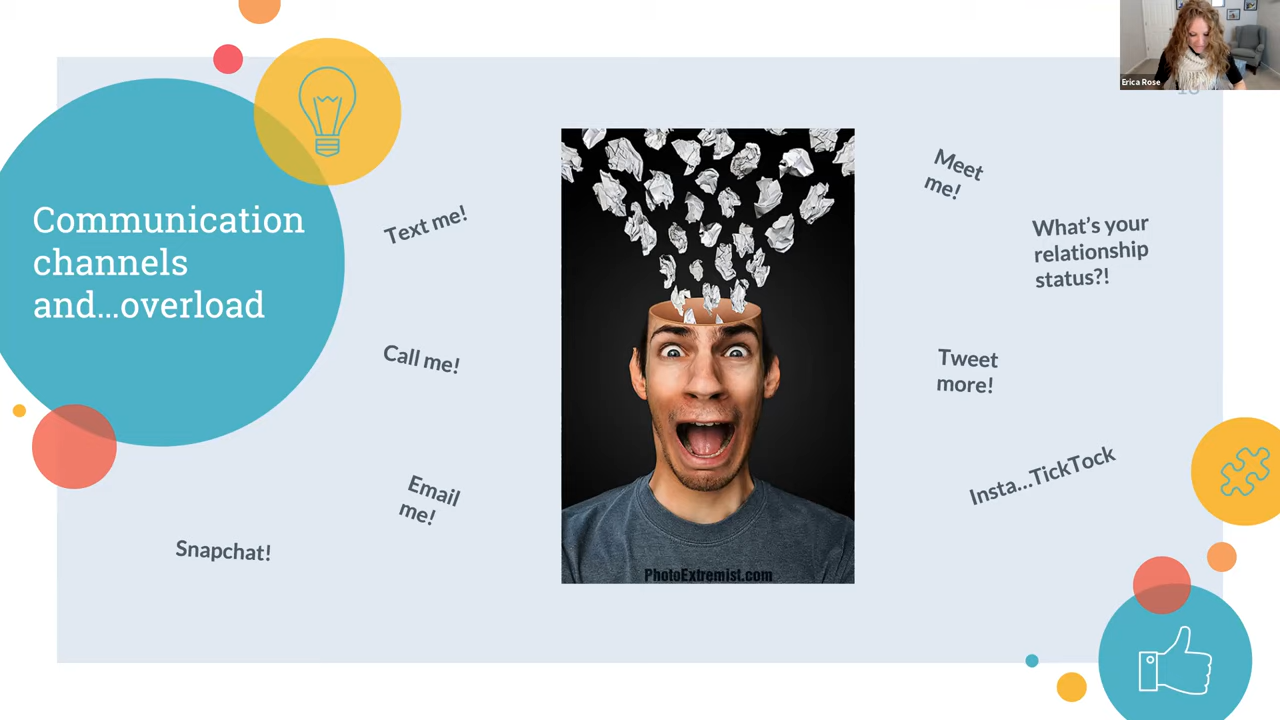 Erica Rose
Communication
channels
and...overload
Text me!
Call me!
Email
me!
Snapchat!
Meet
me!
What's your
relationship
status?!
Tweet
more!
Insta...TickTock
PhotoExtremist.com